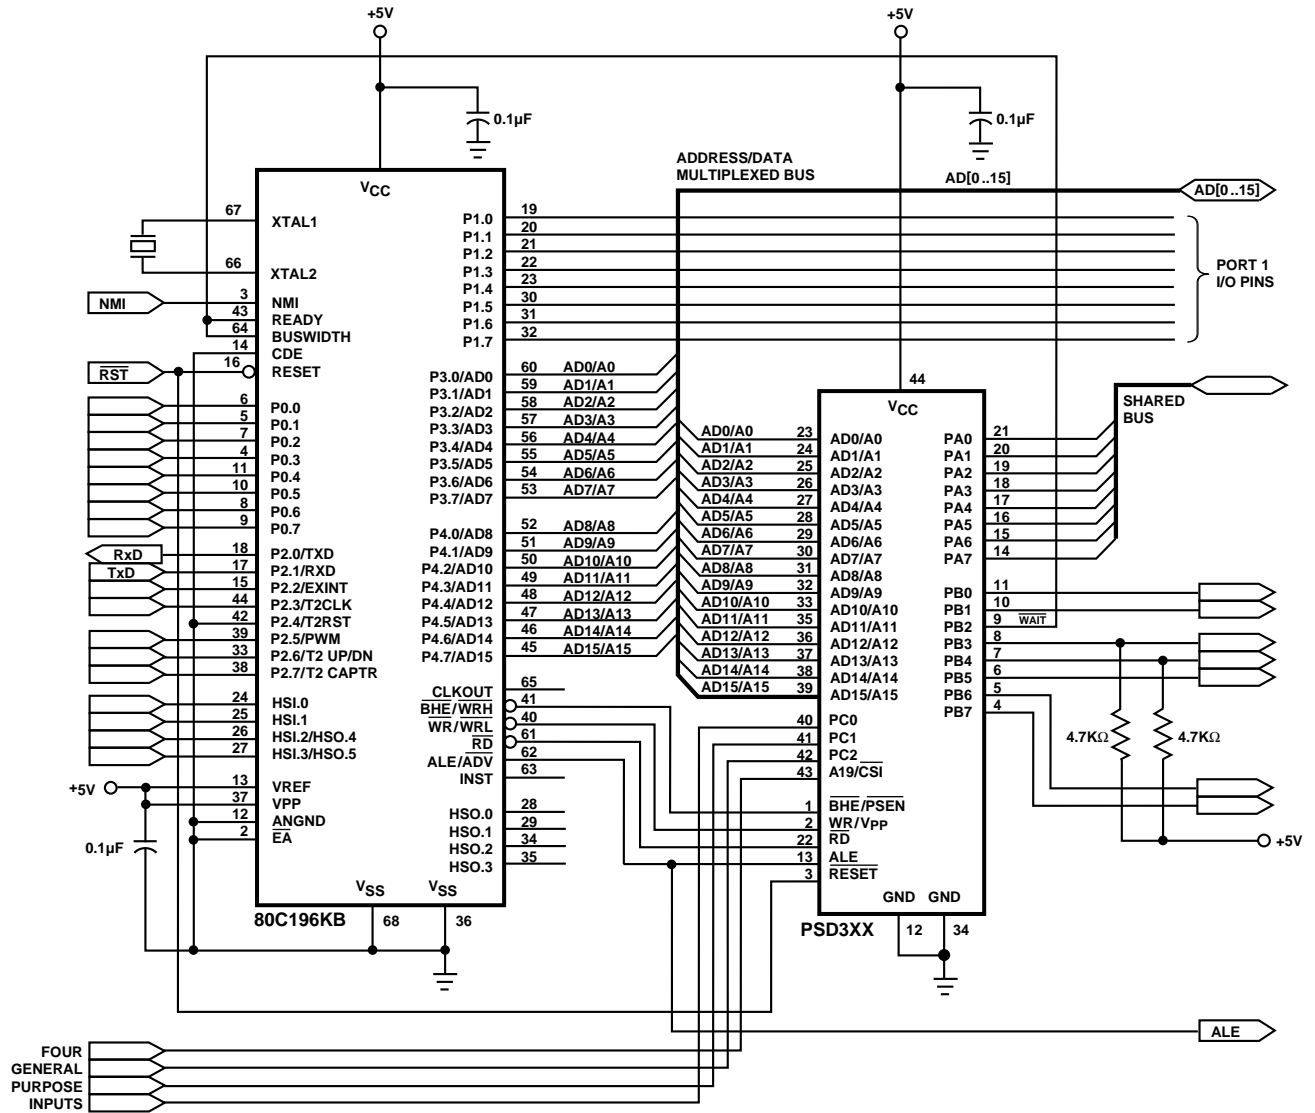 +5V
+5V
0.1µF
0.1µF
ADDRESS/DATA
MULTIPLEXED BUS
AD[0..15]
AD[0..15]
VCC
67 XTAL1
66 XTAL2
NMI 3 NMI
43 READY
64 BUSWIDTH
14 CDE
RST 16 RESET
6 P0.0
5 P0.1
7 P0.2
4 P0.3
11 P0.4
10 P0.5
8 P0.6
9 P0.7
RxD 18 P2.0/TXD
TxD 17 P2.1/RXD
15 P2.2/EXINT
44 P2.3/T2CLK
42 P2.4/T2RST
39 P2.5/PWM
33 P2.6/T2 UP/DN
38 P2.7/T2 CAPTR
24 HSI.0
25 HSI.1
26 HSI.2/HSO.4
27 HSI.3/HSO.5
+5V 13 VREF
37 VPP
12 ANGND
2 EA
0.1µF
P1.0 19
P1.1 20
P1.2 21
P1.3 22
P1.4 23
P1.5 30
P1.6 31
P1.7 32
PORT 1
I/O PINS
P3.0/AD0 60 AD0/A0
P3.1/AD1 59 AD1/A1
P3.2/AD2 58 AD2/A2
P3.3/AD3 57 AD3/A3
P3.4/AD4 56 AD4/A4
P3.5/AD5 55 AD5/A5
P3.6/AD6 54 AD6/A6
P3.7/AD7 53 AD7/A7
P4.0/AD8 52 AD8/A8
P4.1/AD9 51 AD9/A9
P4.2/AD10 50 AD10/A10
P4.3/AD11 49 AD11/A11
P4.4/AD12 48 AD12/A12
P4.5/AD13 47 AD13/A13
P4.6/AD14 46 AD14/A14
P4.7/AD15 45 AD15/A15
CLKOUT 65
BHE/WRH 41
WR/WRL 40
RD 61
ALE/ADV 62
INST 63
HSO.0 28
HSO.1 29
HSO.2 34
HSO.3 35
VSS VSS
80C196KB 68 36
44
VCC
AD0/A0 23 AD0/A0
AD1/A1 24 AD1/A1
AD2/A2 25 AD2/A2
AD3/A3 26 AD3/A3
AD4/A4 27 AD4/A4
AD5/A5 28 AD5/A5
AD6/A6 29 AD6/A6
AD7/A7 30 AD7/A7
AD8/A8 31 AD8/A8
AD9/A9 32 AD9/A9
AD10/A10 33 AD10/A10
AD11/A11 35 AD11/A11
AD12/A12 36 AD12/A12
AD13/A13 37 AD13/A13
AD14/A14 38 AD14/A14
AD15/A15 39 AD15/A15
40 PC0
41 PC1
42 PC2
43 A19/CSI
1 BHE/PSEN
2 WR/VPP
22 RD
13 ALE
3 RESET
GND GND
PSD3XX 12 34
SHARED
BUS
PA0 21
PA1 20
PA2 19
PA3 18
PA4 17
PA5 16
PA6 15
PA7 14
PB0 11
PB1 10
PB2 9 WAIT
PB3 8
PB4 7
PB5 6
PB6 5
PB7 4
4.7KΩ 4.7KΩ
+5V
ALE
FOUR
GENERAL
PURPOSE
INPUTS